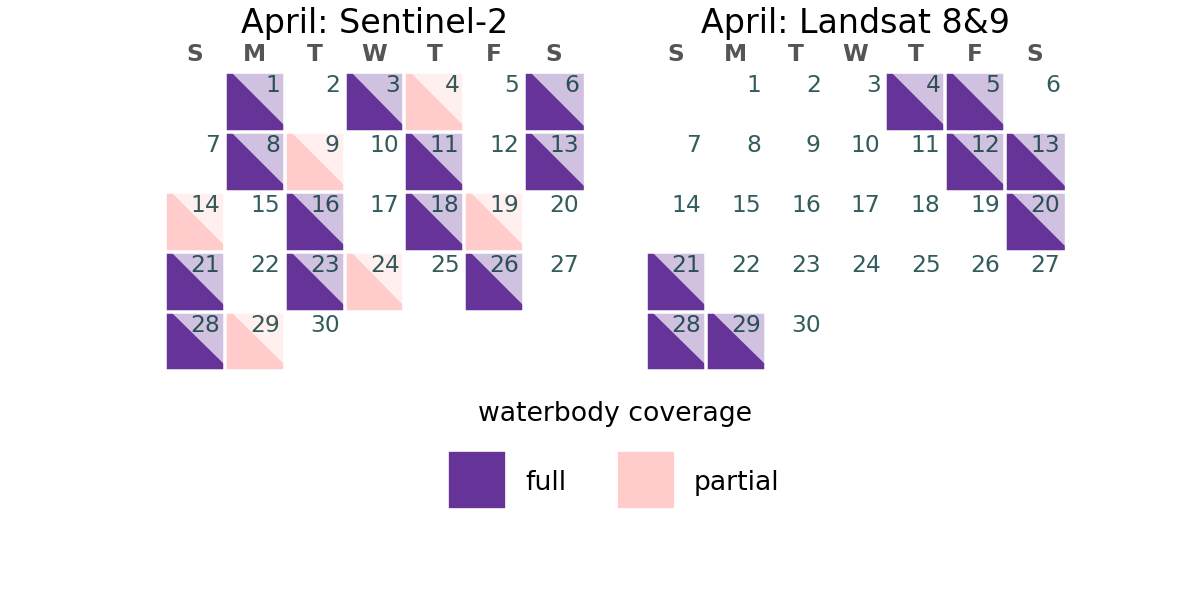 April: Sentinel-2
S M T W T F S
1 2 3 4 5 6
7 8 9 10 11 12 13
14 15 16 17 18 19 20
21 22 23 24 25 26 27
28 29 30
April: Landsat 8&9
S M T W T F S
1 2 3 4 5 6
7 8 9 10 11 12 13
14 15 16 17 18 19 20
21 22 23 24 25 26 27
28 29 30
waterbody coverage
full partial